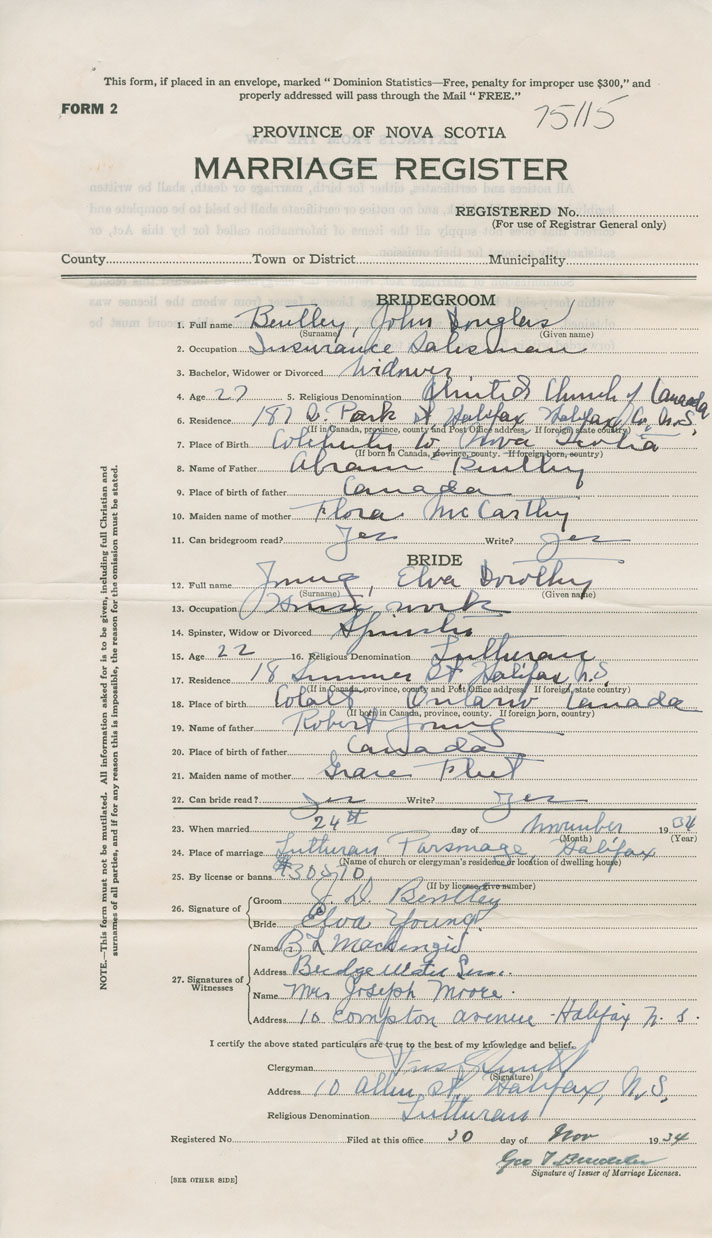 This form, if placed in an envelope, marked "Dominion Statistics—Free, penalty for improper use $300," and
properly addressed will pass through the Mail "FREE."
FORM 2
75115
PROVINCE OF NOVA SCOTIA
MARRIAGE REGISTER
REGISTERED No.
(For use of Registrar General only)
County Town or District Municipality
BRIDEGROOM
1. Full name Bentley, John Douglas
(Surname) (Given name)
2. Occupation Insurance Salesman
3. Bachelor, Widower or Divorced Widower
4. Age 27 5. Religious Denomination United Church of Canada
6. Residence 187 Park St, Halifax, Halifax Co, N.S.
(If in Canada, province, county and Post Office address. If foreign, state country)
7. Place of Birth Colchester Co, Nova Scotia
(If born in Canada, province, county. If foreign born, country)
8. Name of Father Abram Bentley
9. Place of birth of father Canada
10. Maiden name of mother Flora McCarthy
11. Can bridegroom read? Yes Write? Yes
BRIDE
12. Full name Young, Elva Dorothy
(Surname) (Given name)
13. Occupation House work
14. Spinster, Widow or Divorced Spinster
15. Age 22 16. Religious Denomination Lutheran
17. Residence 18 Summer St. Halifax, N.S.
(If in Canada, province, county and Post Office address. If foreign, state country)
18. Place of birth Cobalt Ontario Canada
(If born in Canada, province, county. If foreign born, country)
19. Name of father Robert Young
20. Place of birth of father Canada
21. Maiden name of mother Grace Fleet
22. Can bride read? Yes Write? Yes
23. When married 24th day of November 1934
(Month) (Year)
24. Place of marriage Lutheran Parsonage, Halifax
(Name of church or clergyman's residence or location of dwelling house)
25. By license or banns #30570
(If by license, give number)
26. Signature of Groom J. D. Bentley
Bride Elva Young
27. Signatures of Witnesses
Name B L Mackenzie
Address Bridgewater
Name Mrs Joseph Moore.
Address 10 Compton avenue - Halifax N. S.
I certify the above stated particulars are true to the best of my knowledge and belief.
Clergyman
(Signature)
Address 10 Allen St, Halifax, N.S,
Religious Denomination Lutheran
Registered No. Filed at this office 30 day of Nov 1934
Geo
Signature of Issuer of Marriage Licenses.
[SEE OTHER SIDE]
NOTE.—This form must not be mutilated. All information asked for is to be given, including full Christian and
surnames of all parties, and if for any reason this is impossible, the reason for the omission must be stated.